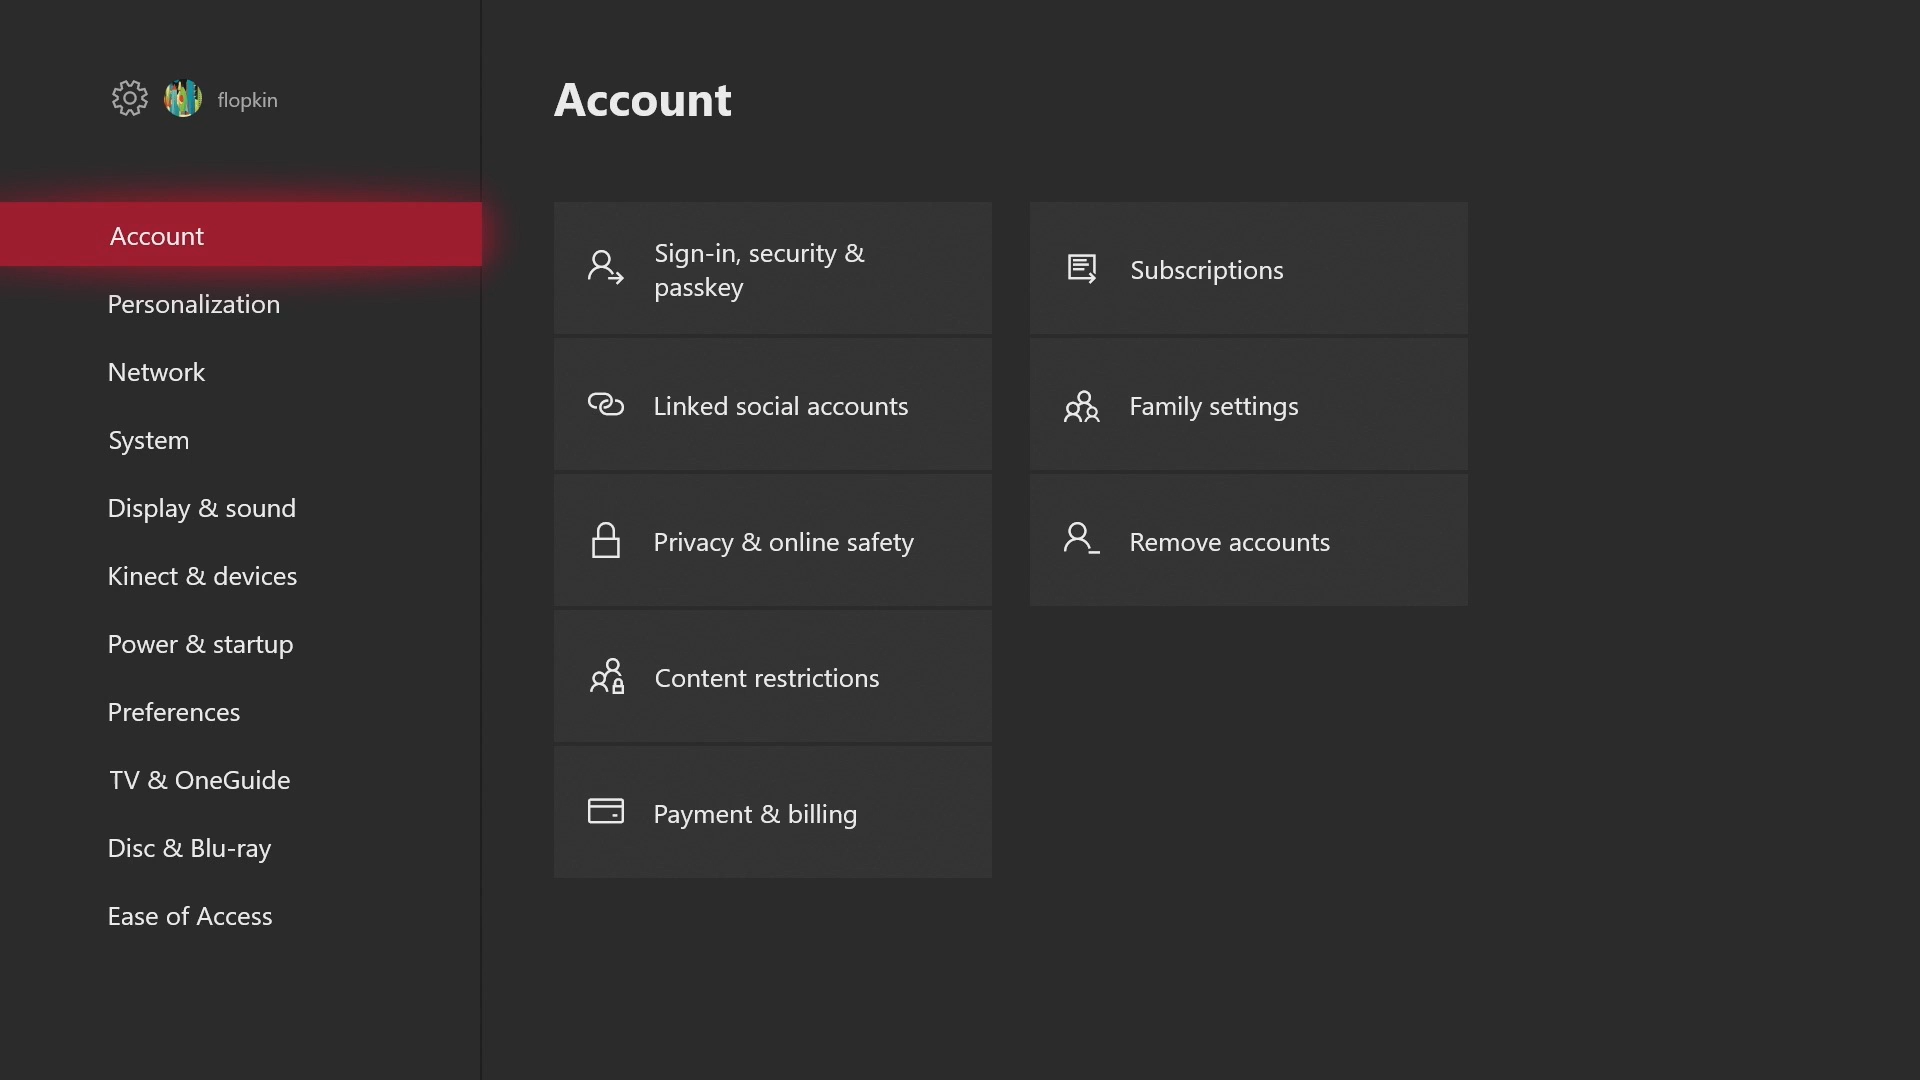 flopkin
Account
Personalization
Network
System
Display & sound
Kinect & devices
Power & startup
Preferences
TV & OneGuide
Disc & Blu-ray
Ease of Access
Account
Sign-in, security &
passkey
Linked social accounts
Privacy & online safety
Content restrictions
Payment & billing
Subscriptions
Family settings
Remove accounts